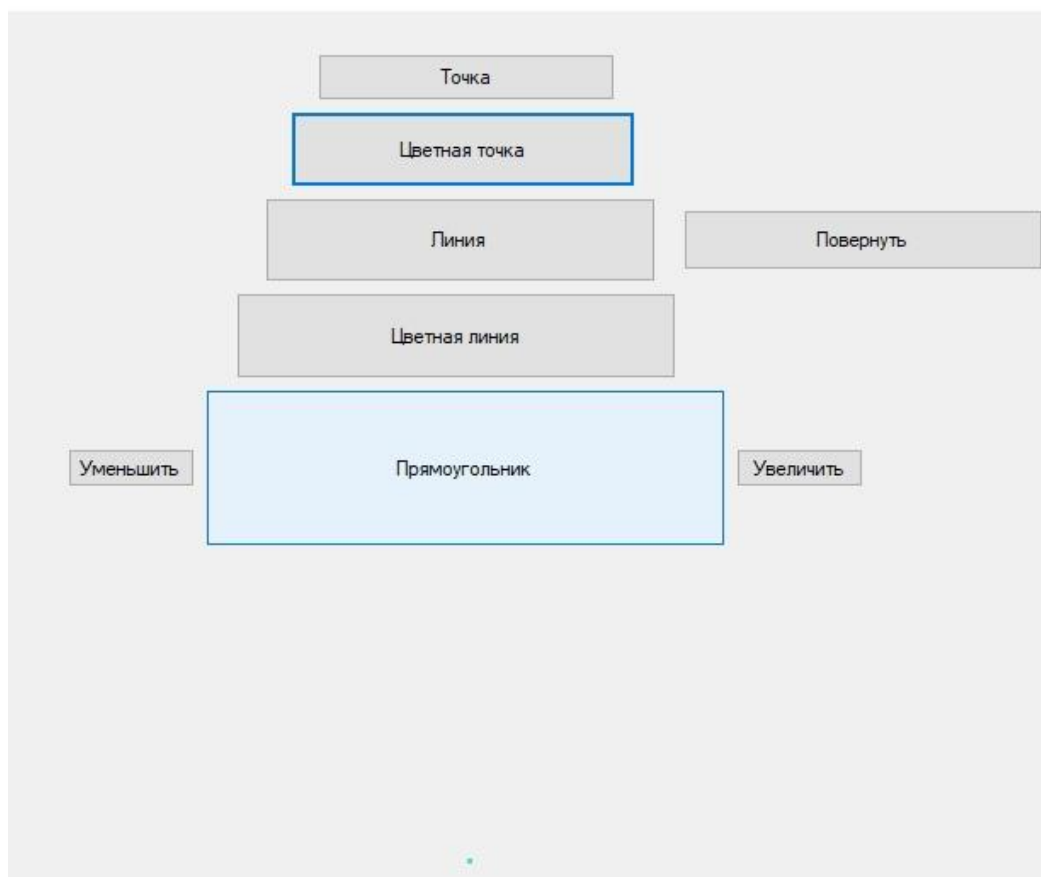 Точка
Цветная точка
Линия
Повернуть
Цветная линия
Уменьшить
Прямоугольник
Увеличить